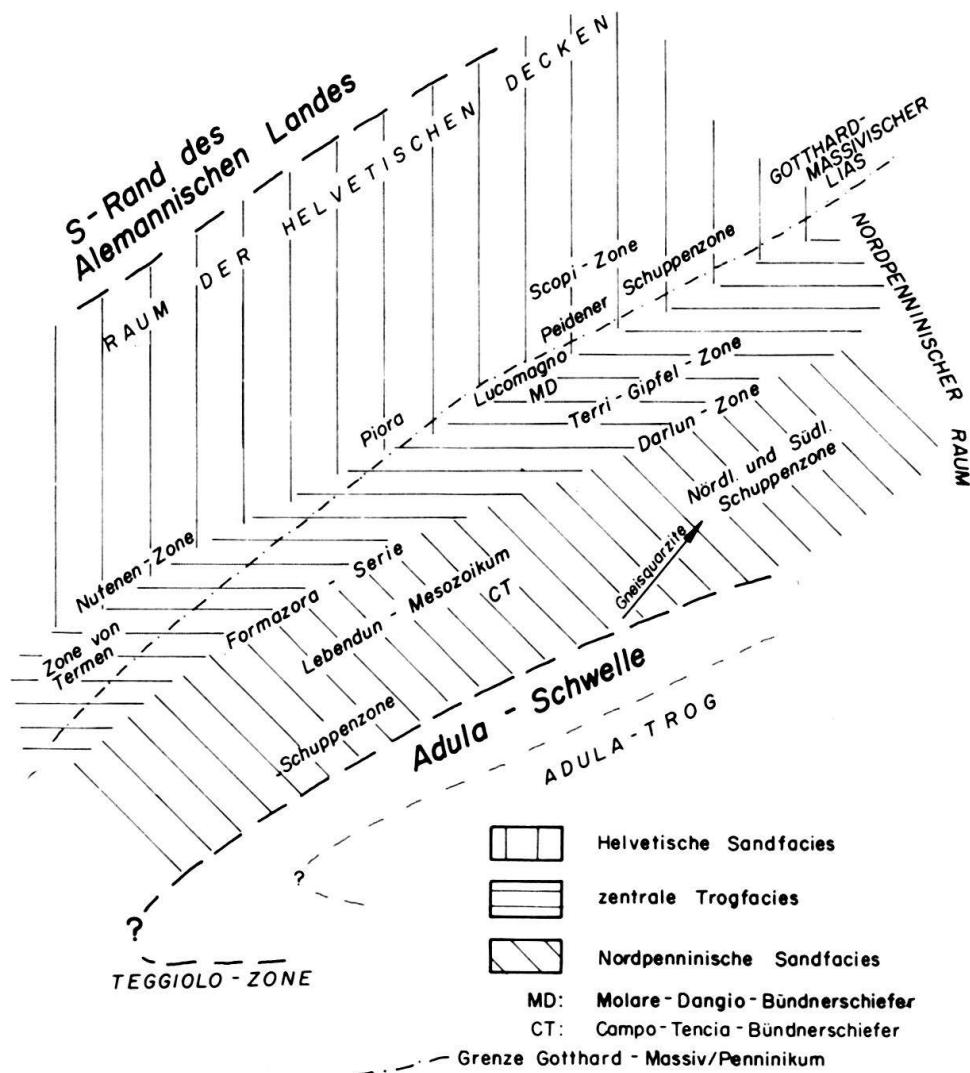 S-Rand des
Alemannischen Landes
RAUM DER HELVETISCHEN DECKEN
GOTTHARD-
MASSIVISCHER
LIAS
NORDPENNINISCHER RAUM
Scopi-Zone
Peidener Schuppenzone
Lucomagno
MD
Terri-Gipfel-Zone
Darlun-Zone
Piora
Nördl. und Südl.
Schuppenzone
Gneisquarzite
Nutenen-Zone
Formazora-Serie
Lebendun-Mesozoikum
CT
Zone von
Termen
Schuppenzone
Adula-Schwelle
ADULA-TROG
?
?
TEGGIOLO-ZONE
Helvetische Sandfacies
zentrale Trogfacies
Nordpenninische Sandfacies
MD: Molare-Dangio-Bündnerschiefer
CT: Campo-Tencia-Bündnerschiefer
Grenze Gotthard-Massiv/Penninikum